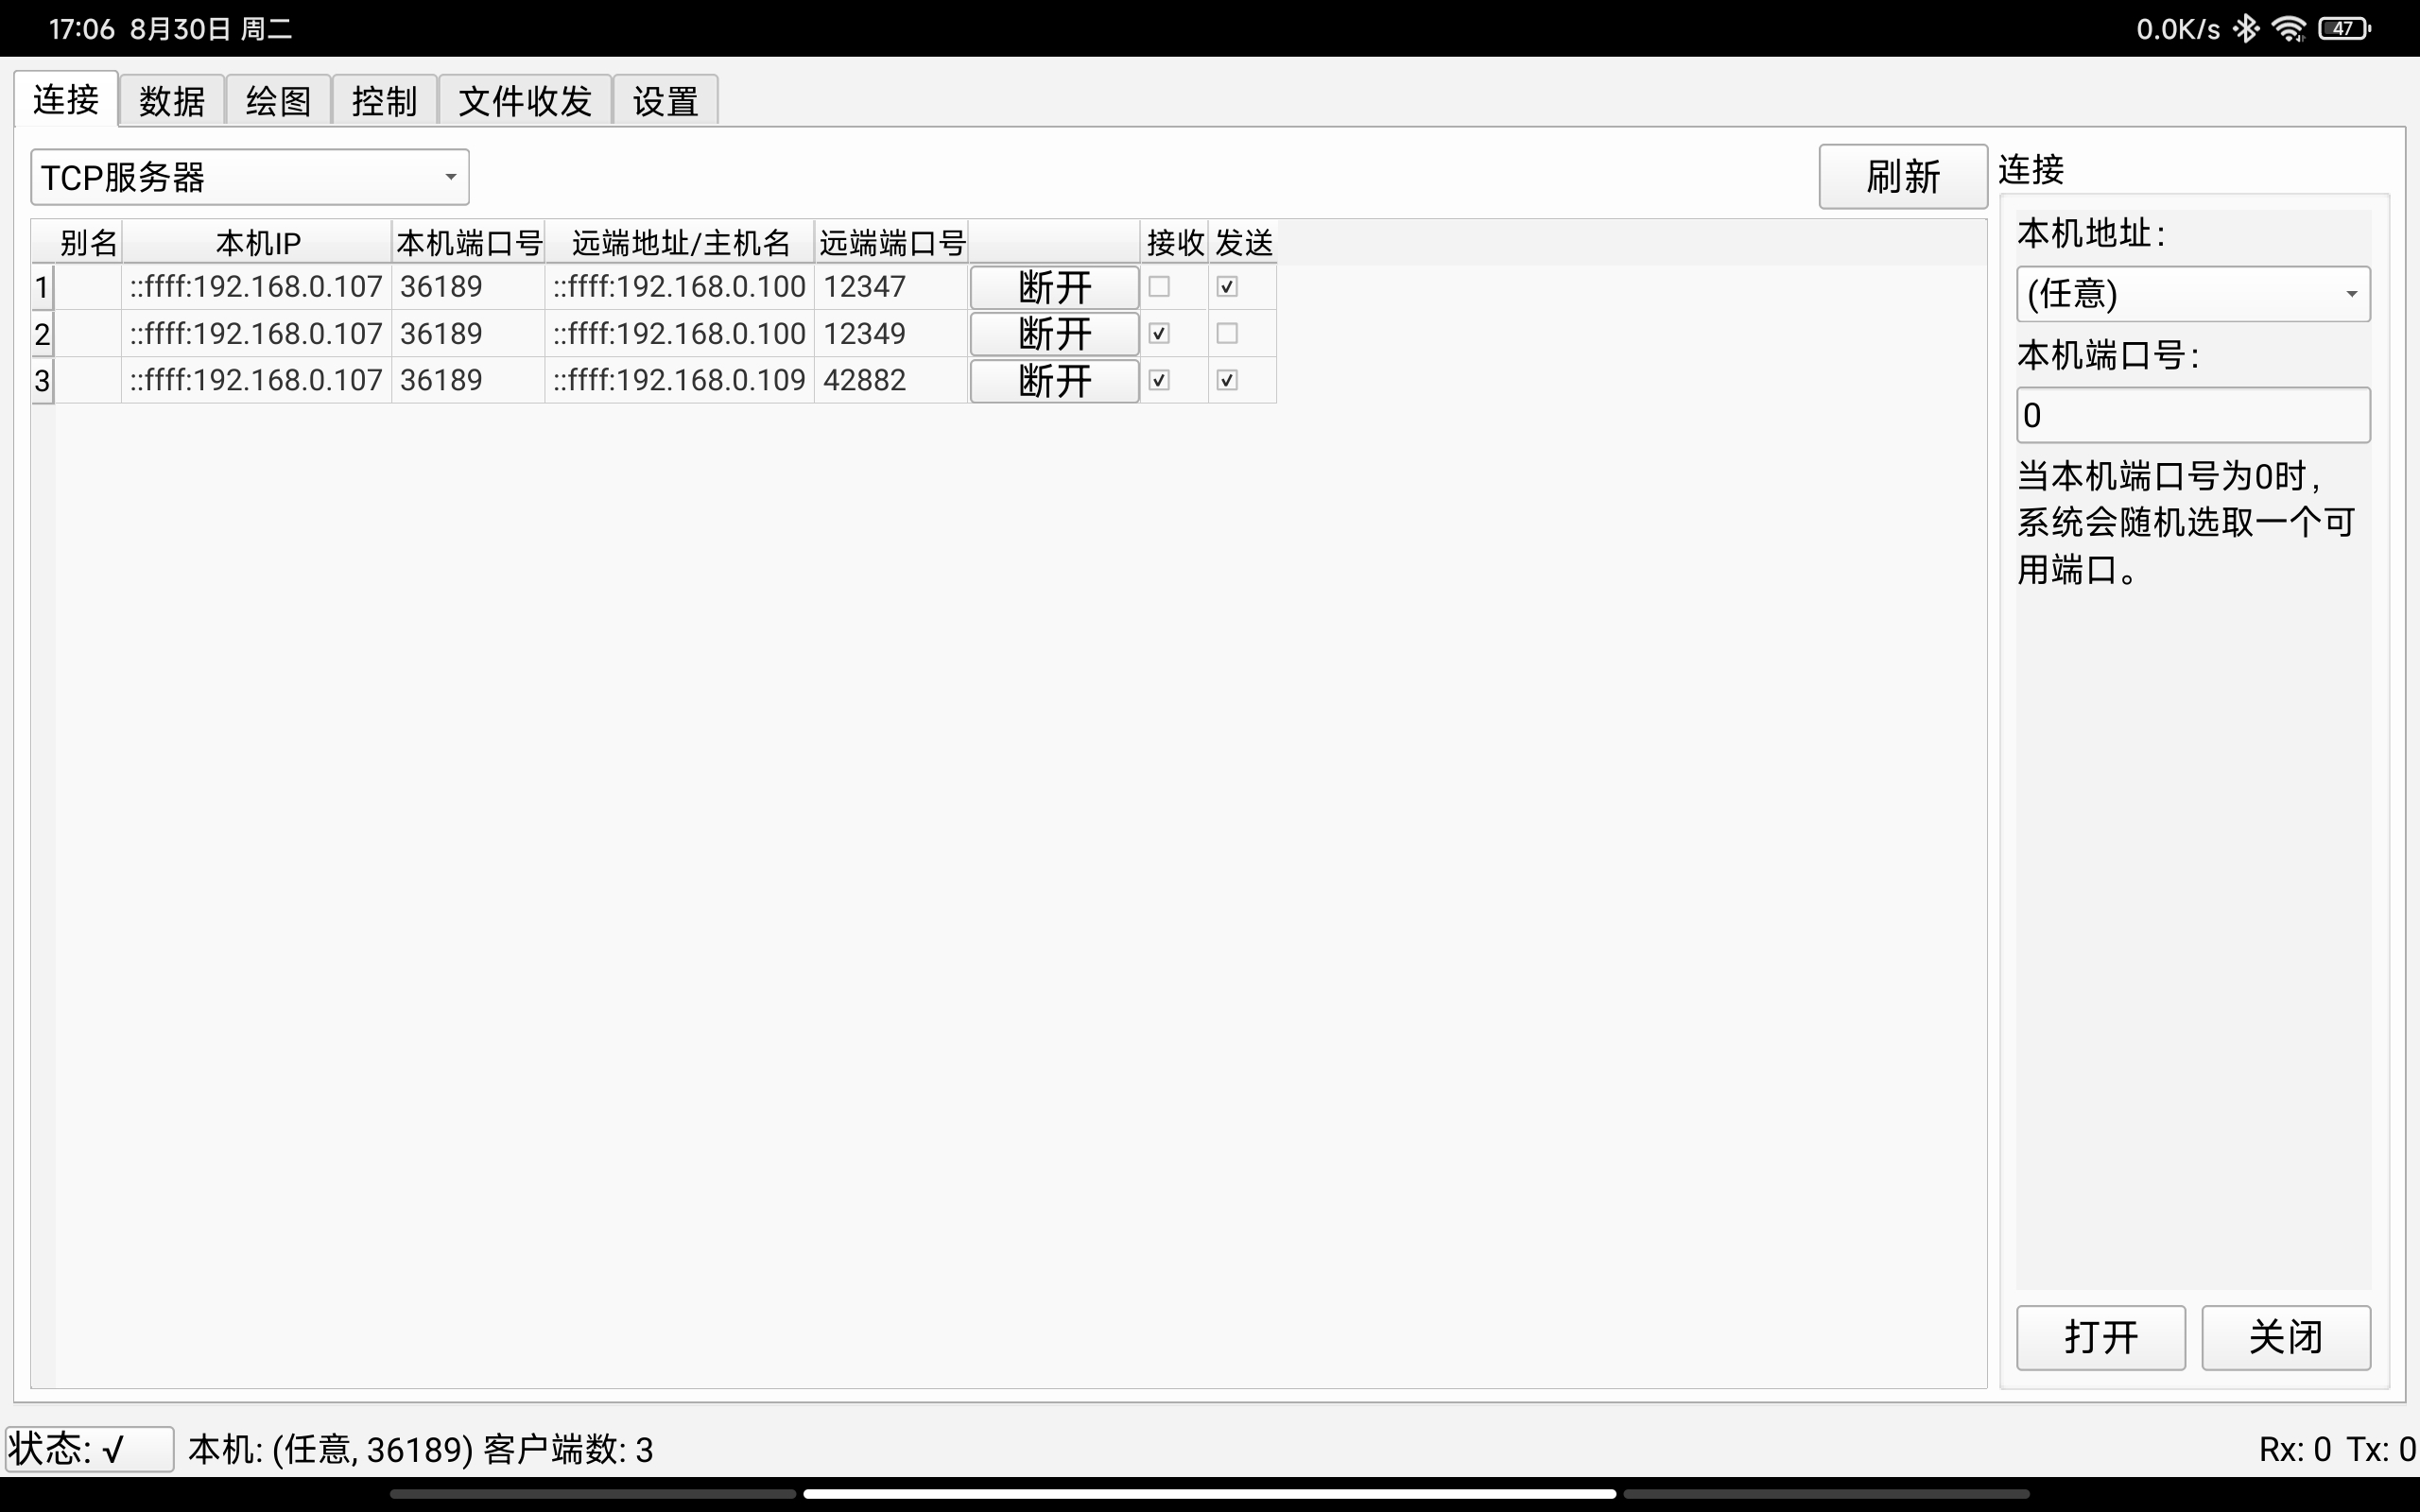 17:06 8月30日 周二
0.0K/s 47
连接 数据 绘图 控制 文件收发 设置
TCP服务器
刷新
别名 本机IP 本机端口号 远端地址/主机名 远端端口号 接收 发送
1 ::ffff:192.168.0.107 36189 ::ffff:192.168.0.100 12347 断开
2 ::ffff:192.168.0.107 36189 ::ffff:192.168.0.100 12349 断开
3 ::ffff:192.168.0.107 36189 ::ffff:192.168.0.109 42882 断开
连接
本机地址:
(任意)
本机端口号:
0
当本机端口号为0时,
系统会随机选取一个可
用端口。
打开 关闭
状态: √ 本机: (任意, 36189) 客户端数: 3
Rx: 0 Tx: 0